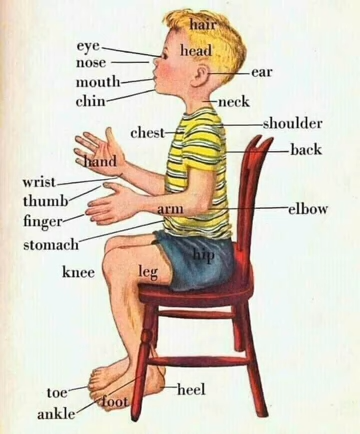 hair
eye
head
nose
ear
mouth
chin
neck
shoulder
chest
back
hand
wrist
thumb
arm
elbow
finger
stomach
hip
knee
leg
toe
heel
foot
ankle